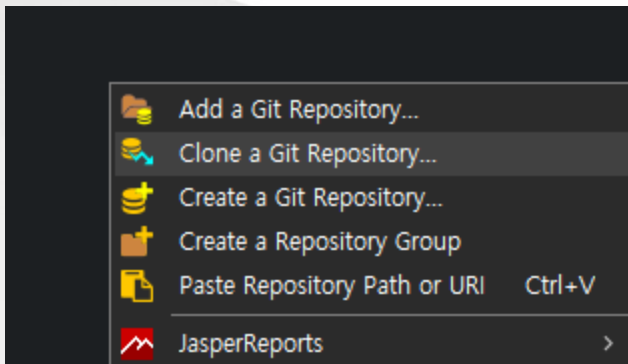 Add a Git Repository...
Clone a Git Repository...
Create a Git Repository...
Create a Repository Group
Paste Repository Path or URI Ctrl+V
JasperReports